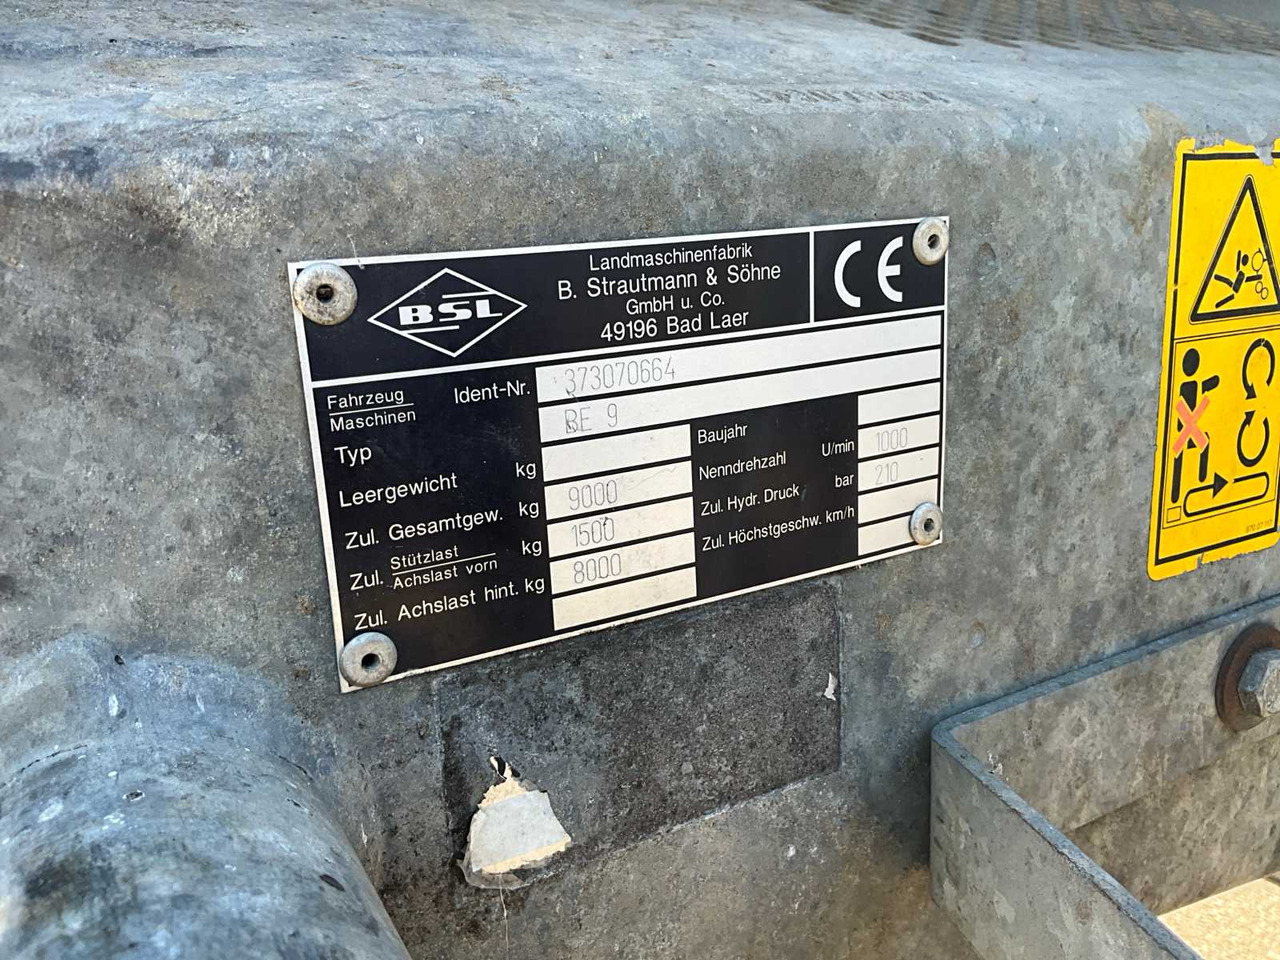 BSL
Landmaschinenfabrik
B. Strautmann & Söhne
GmbH u. Co.
49196 Bad Laer
CE
Fahrzeug
Maschinen
Ident-Nr.
373070664
Typ
BE 9
Leergewicht kg
Zul. Gesamtgew. kg
9000
Zul. Stützlast
Achslast vorn kg
1500
Zul. Achslast hint. kg
8000
Baujahr
Nenndrehzahl U/min
1000
Zul. Hydr. Druck bar
210
Zul. Höchstgeschw. km/h